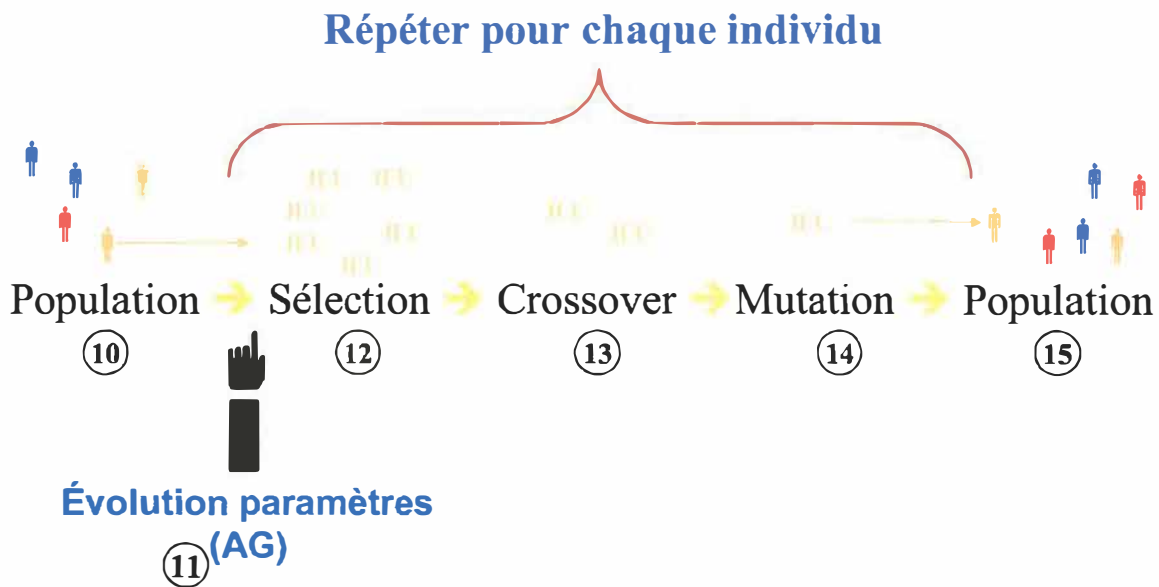 Répéter pour chaque individu
Population Sélection Crossover Mutation Population
10 12 13 14 15
Évolution paramètres
(AG)
11